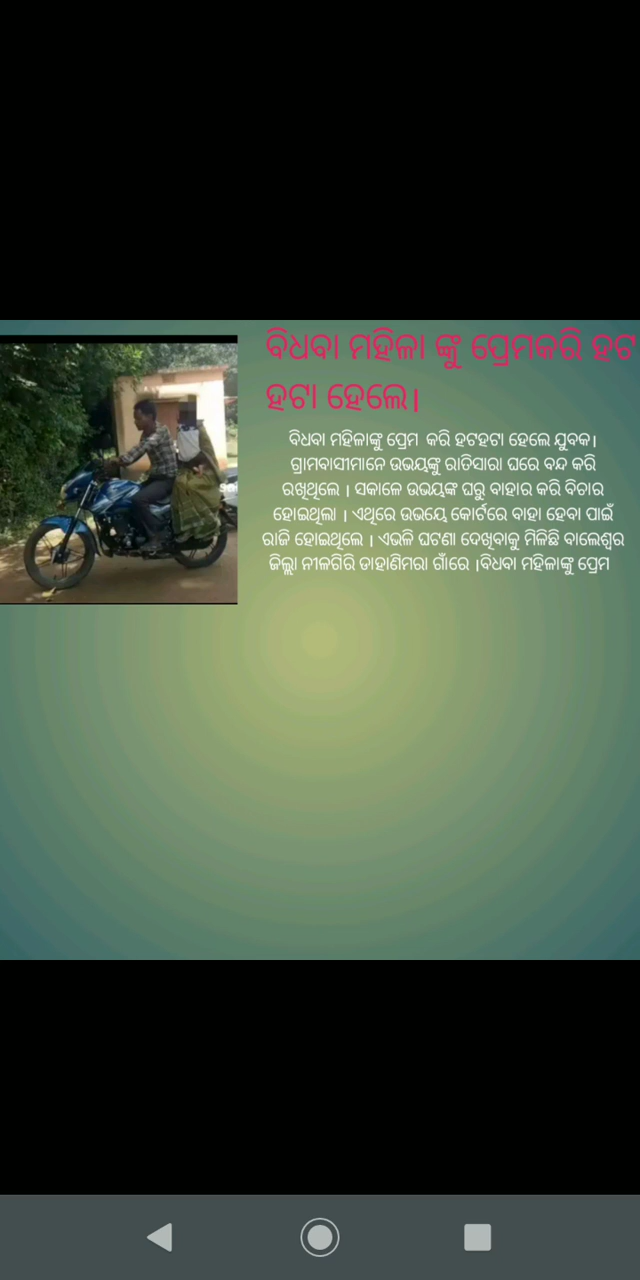 ବିଧବା ମହିଳା ଙ୍କୁ ପ୍ରେମକରି ହଟ
ହଟା ହେଲେ।
ବିଧବା ମହିଳାଙ୍କୁ ପ୍ରେମ କରି ହଟହଟା ହେଲେ ଯୁବକ।
ଗ୍ରାମବାସୀମାନେ ଉଭୟଙ୍କୁ ରାତିସାରା ଘରେ ବନ୍ଦ କରି
ରଖିଥିଲେ । ସକାଳେ ଉଭୟଙ୍କ ଘରୁ ବାହାର କରି ବିଚାର
ହୋଇଥିଲା । ଏଥିରେ ଉଭୟେ କୋର୍ଟରେ ବାହା ହେବା ପାଇଁ
ରାଜି ହୋଇଥିଲେ । ଏଭଳି ଘଟଣା ଦେଖିବାକୁ ମିଳିଛି ବାଲେଶ୍ୱର
ଜିଲ୍ଲା ନୀଳଗିରି ଡାହାଣିମରା ଗାଁରେ ।ବିଧବା ମହିଳାଙ୍କୁ ପ୍ରେମ